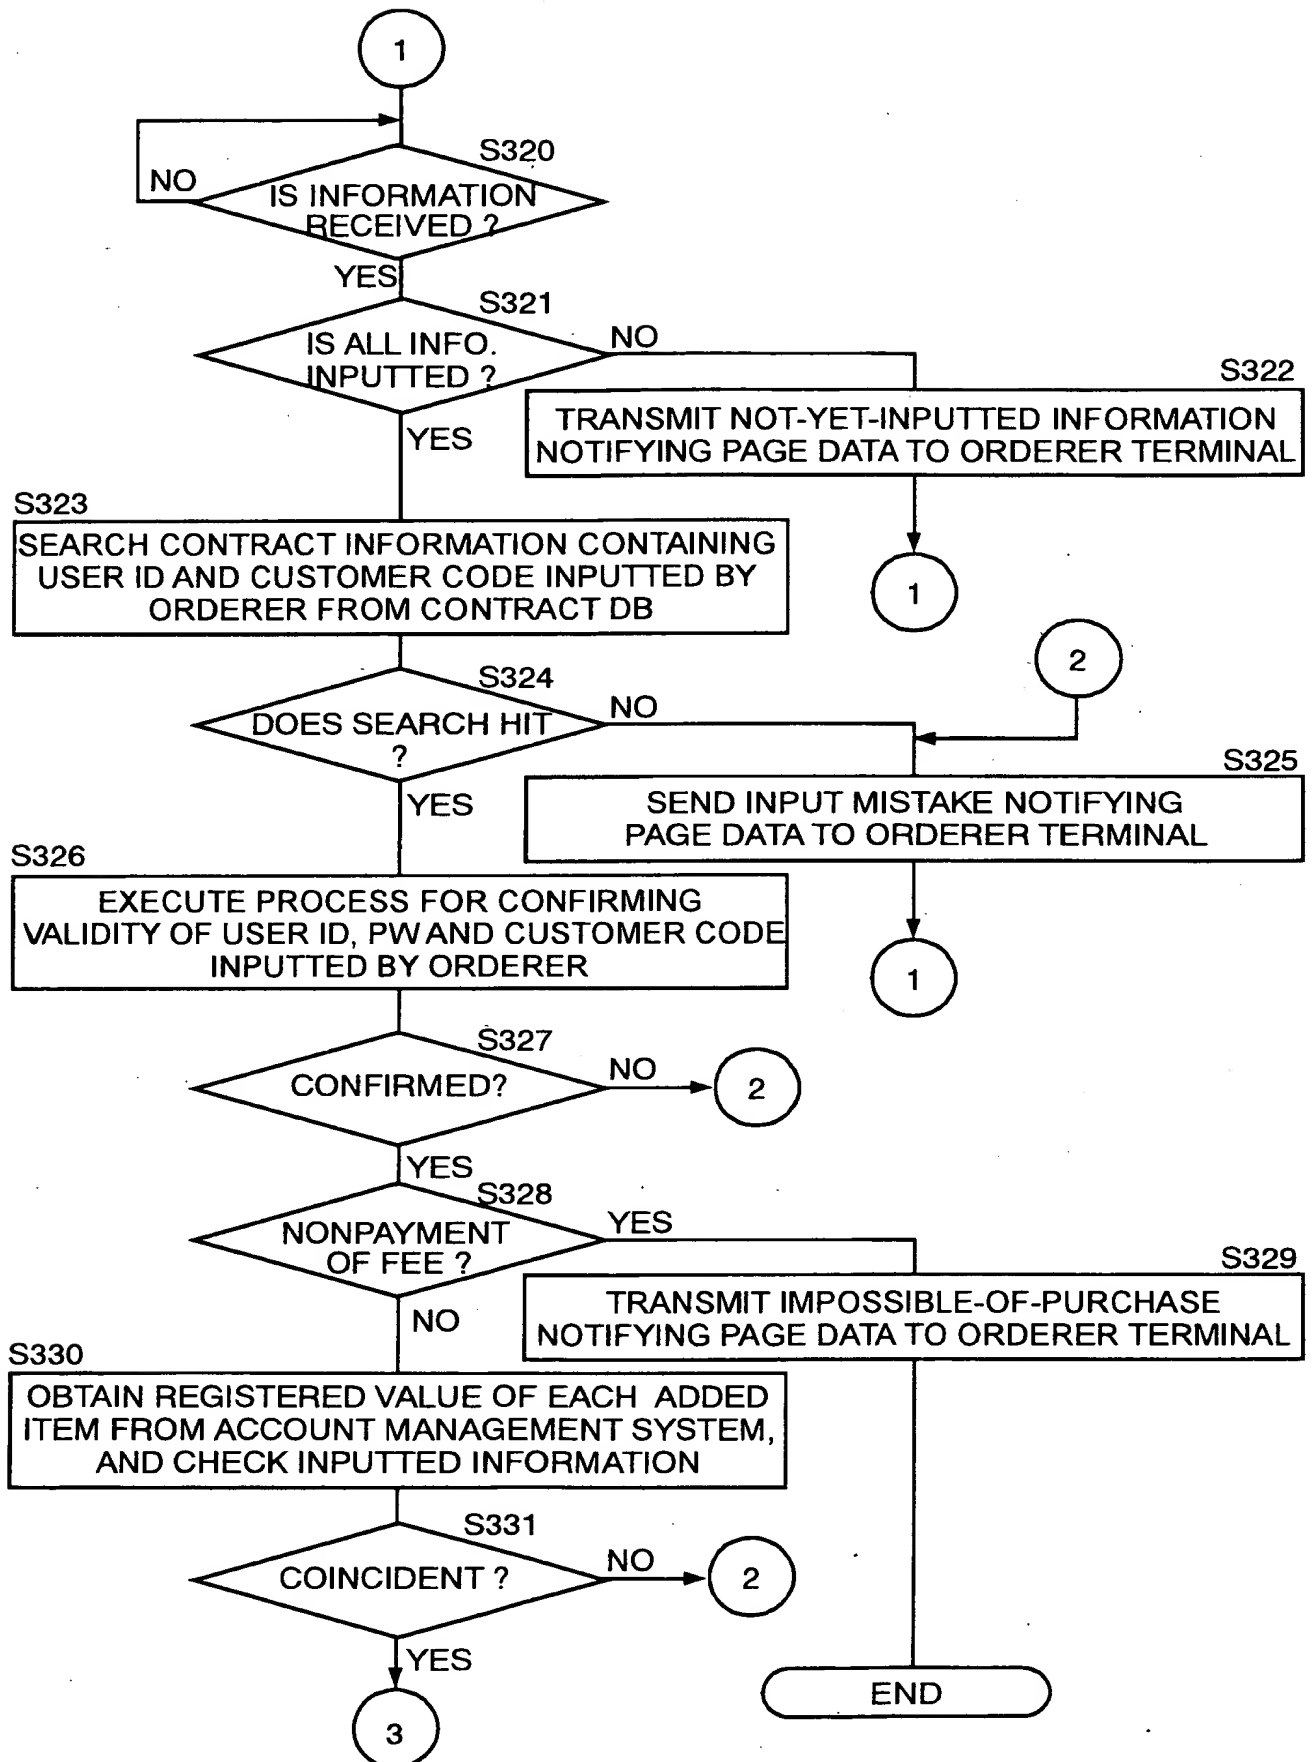 1
S320
NO
IS INFORMATION
RECEIVED ?
YES
S321
IS ALL INFO.
INPUTTED ?
NO
S322
TRANSMIT NOT-YET-INPUTTED INFORMATION
NOTIFYING PAGE DATA TO ORDERER TERMINAL
YES
1
S323
SEARCH CONTRACT INFORMATION CONTAINING
USER ID AND CUSTOMER CODE INPUTTED BY
ORDERER FROM CONTRACT DB
2
S324
DOES SEARCH HIT
?
NO
S325
SEND INPUT MISTAKE NOTIFYING
PAGE DATA TO ORDERER TERMINAL
YES
1
S326
EXECUTE PROCESS FOR CONFIRMING
VALIDITY OF USER ID, PW AND CUSTOMER CODE
INPUTTED BY ORDERER
S327
CONFIRMED?
NO
2
YES
S328
NONPAYMENT
OF FEE ?
YES
S329
TRANSMIT IMPOSSIBLE-OF-PURCHASE
NOTIFYING PAGE DATA TO ORDERER TERMINAL
NO
S330
OBTAIN REGISTERED VALUE OF EACH ADDED
ITEM FROM ACCOUNT MANAGEMENT SYSTEM,
AND CHECK INPUTTED INFORMATION
S331
COINCIDENT ?
NO
2
YES
3
END